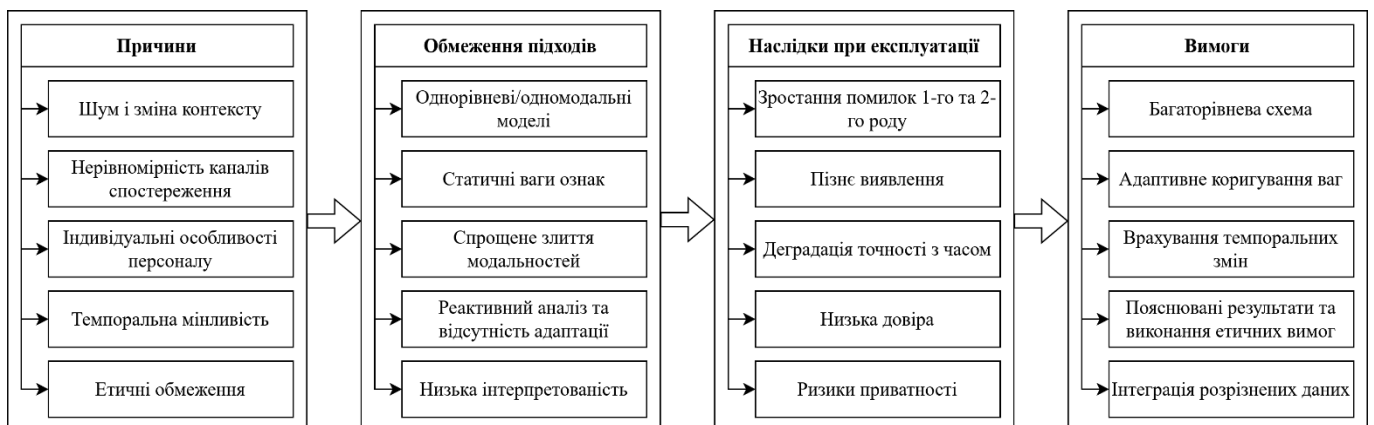 Причини
Шум і зміна контексту
Нерівномірність каналів
спостереження
Індивідуальні особливості
персоналу
Темпоральна мінливість
Етичні обмеження
Обмеження підходів
Однорівневі/одномодальні
моделі
Статичні ваги ознак
Спрощене злиття
модальностей
Реактивний аналіз та
відсутність адаптації
Низька інтерпретованість
Наслідки при експлуатації
Зростання помилок 1-го та 2-
го роду
Пізнє виявлення
Деградація точності з часом
Низька довіра
Ризики приватності
Вимоги
Багаторівнева схема
Адаптивне коригування ваг
Врахування темпоральних
змін
Пояснювані результати та
виконання етичних вимог
Інтеграція розрізнених даних